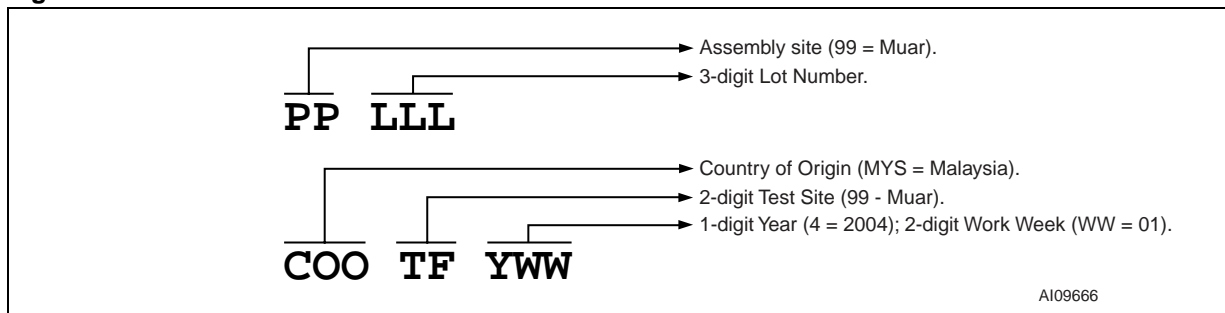 Assembly site (99 = Muar).
3-digit Lot Number.
PP LLL
Country of Origin (MYS = Malaysia).
2-digit Test Site (99 - Muar).
1-digit Year (4 = 2004); 2-digit Work Week (WW = 01).
COO TF YWW
AI09666